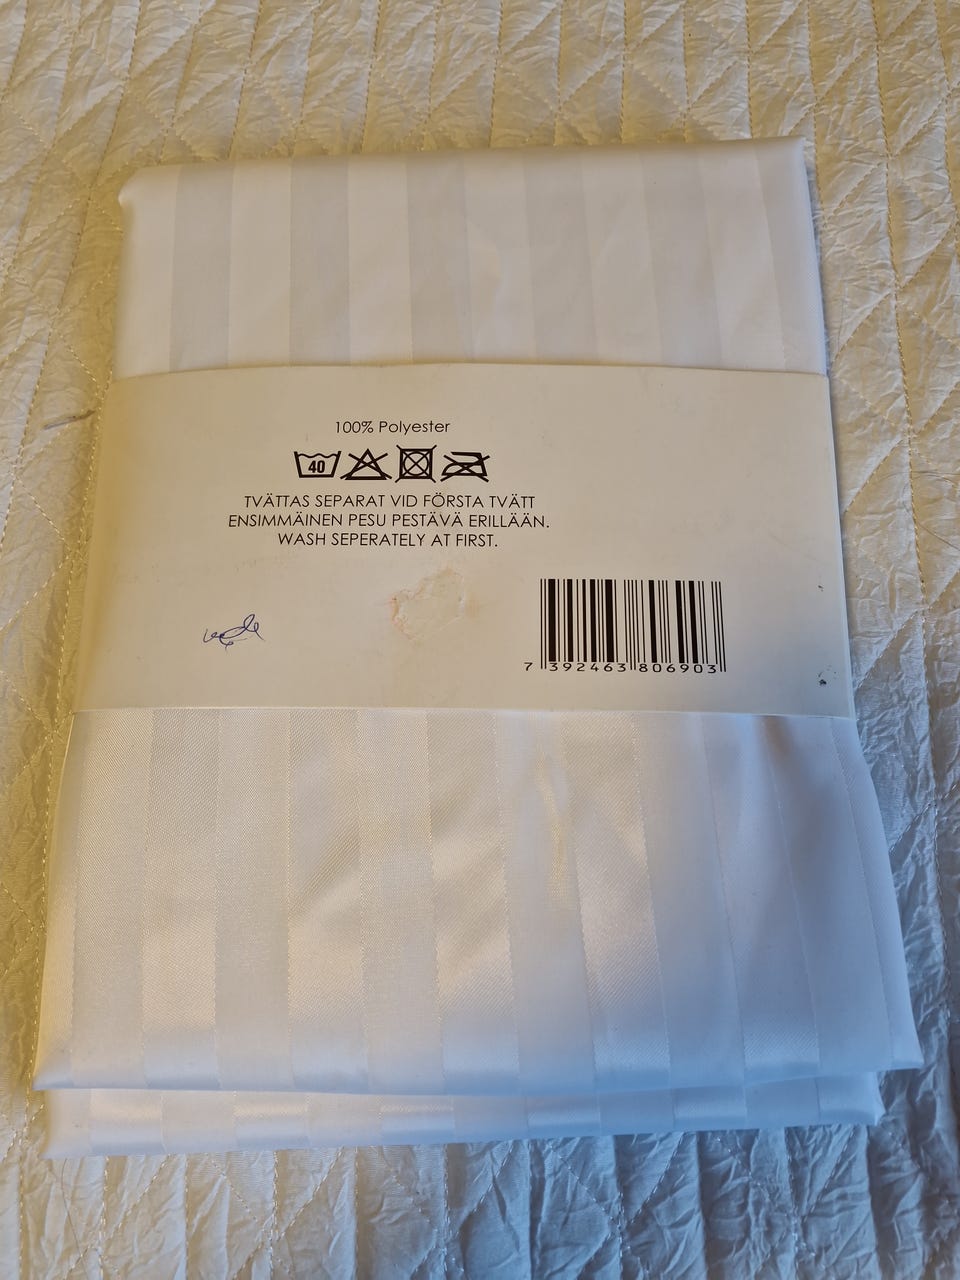 100% Polyester
40
TVÄTTAS SEPARAT VID FÖRSTA TVÄTT
ENSIMMÄINEN PESU PESTÄVÄ ERILLÄÄN.
WASH SEPERATELY AT FIRST.
7 392463 806903